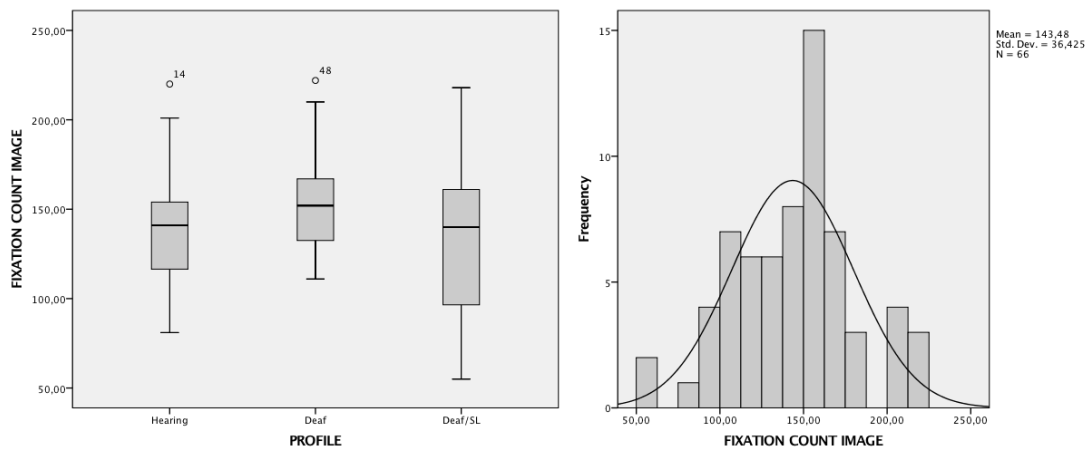 250,00
200,00
150,00
100,00
50,00
FIXATION COUNT IMAGE
14
48
Hearing Deaf Deaf/SL
PROFILE
15
10
5
0
Frequency
50,00 100,00 150,00 200,00 250,00
FIXATION COUNT IMAGE
Mean = 143,48
Std. Dev. = 36,425
N = 66